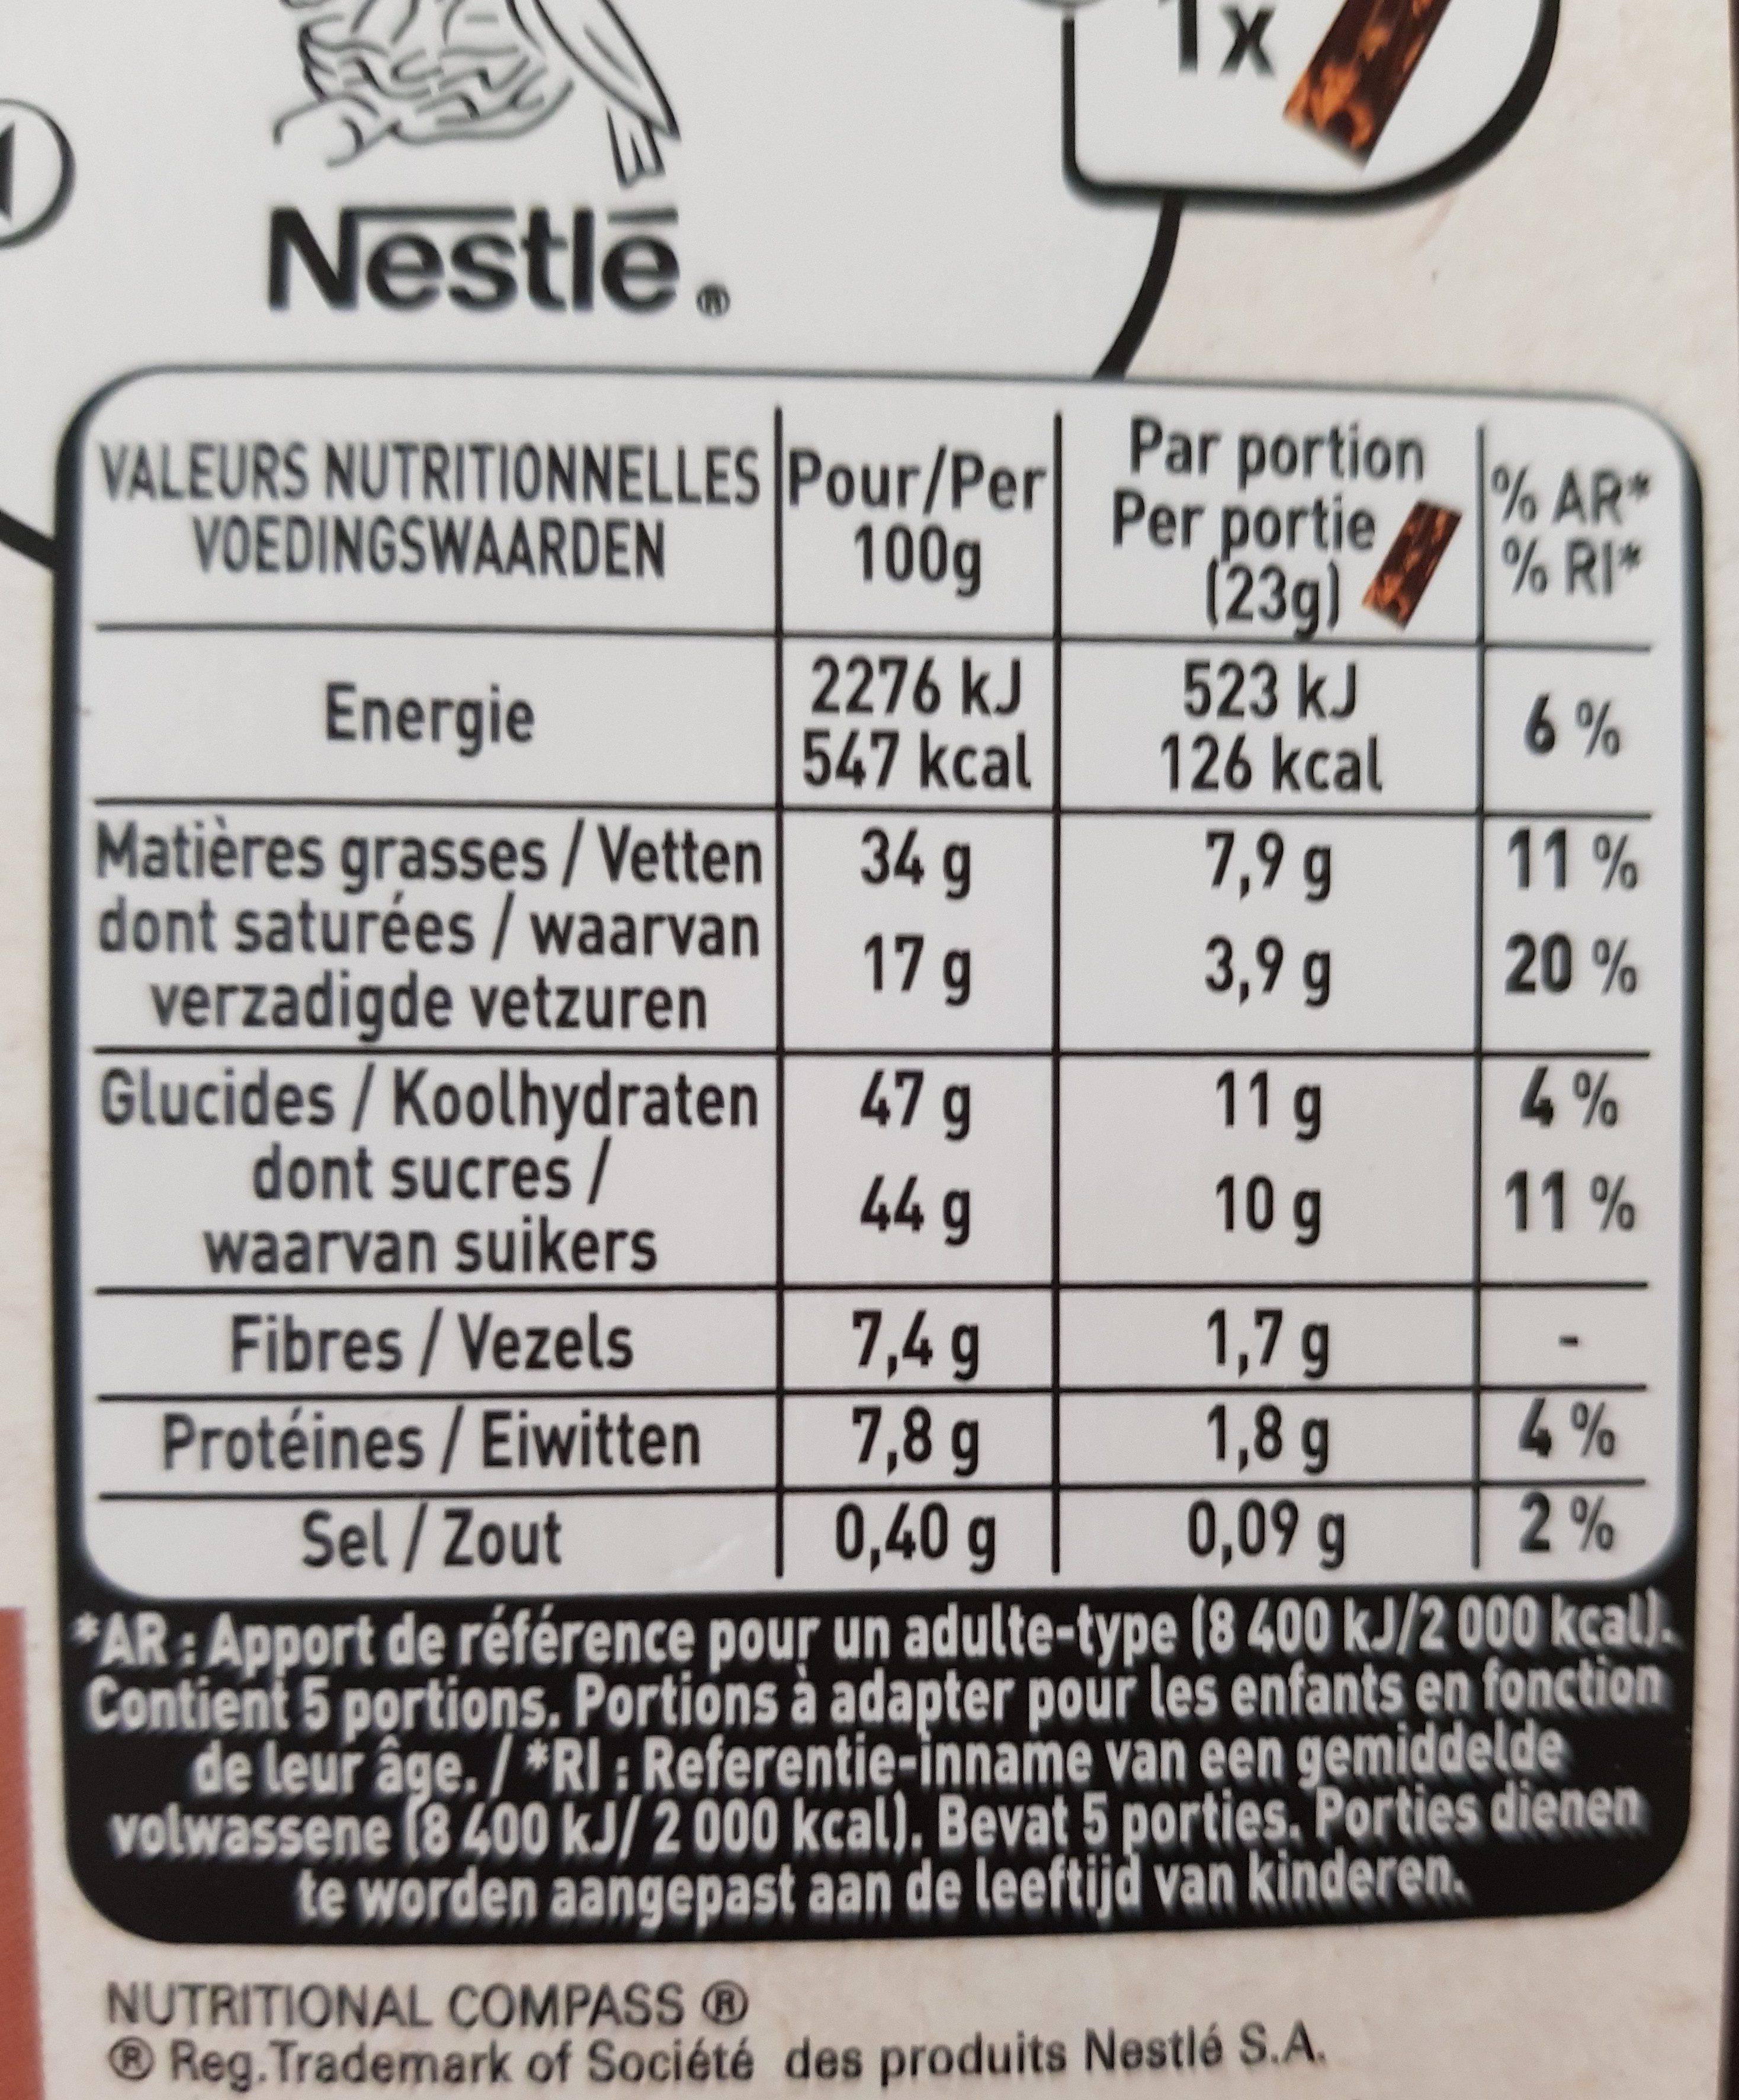 1x
Nestlé®
VALEURS NUTRITIONNELLES
VOEDINGSWAARDEN
Pour/Per
100g
Par portion
Per portie
(23g)
% AR*
% RI*
Energie
2276 kJ
547 kcal
523 kJ
126 kcal
6 %
Matières grasses / Vetten 34 g 7,9 g 11 %
dont saturées / waarvan
verzadigde vetzuren
17 g 3,9 g 20 %
Glucides / Koolhydraten 47 g 11 g 4 %
dont sucres /
waarvan suikers
44 g 10 g 11 %
Fibres / Vezels 7,4 g 1,7 g -
Protéines / Eiwitten 7,8 g 1,8 g 4 %
Sel / Zout 0,40 g 0,09 g 2 %
*AR : Apport de référence pour un adulte-type (8 400 kJ/2 000 kcal).
Contient 5 portions. Portions à adapter pour les enfants en fonction
de leur âge. / *RI : Referentie-inname van een gemiddelde
volwassene (8 400 kJ/ 2 000 kcal). Bevat 5 porties. Porties dienen
te worden aangepast aan de leeftijd van kinderen.
NUTRITIONAL COMPASS ®
® Reg.Trademark of Société des produits Nestlé S.A.